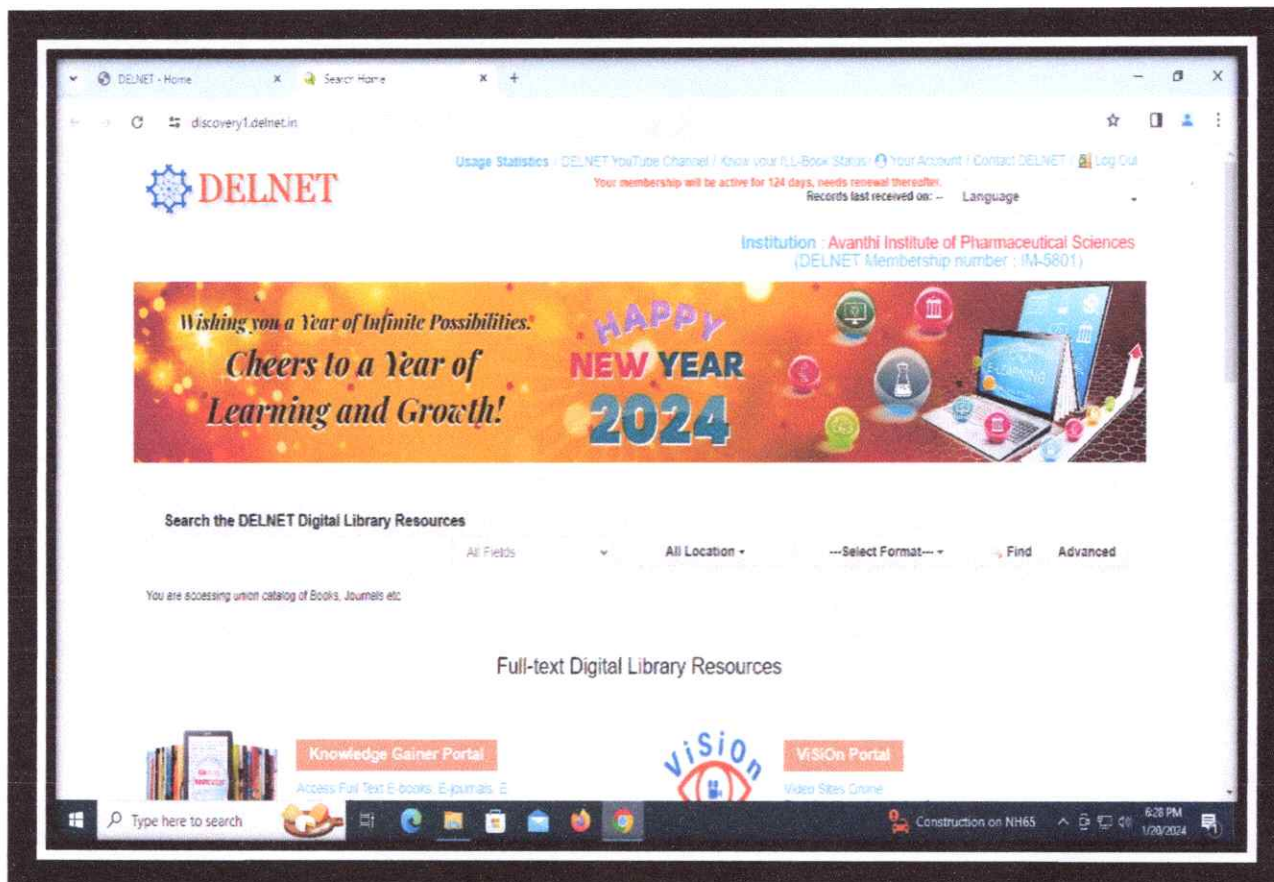 DELNET - Home
Search Home
discovery1.delnet.in
Usage Statistics / DELNET YouTube Channel / Know your ILL-Book Status / Your Account / Contact DELNET / Log Out
Your membership will be active for 124 days, needs renewal thereafter.
DELNET
Records last received on: -- Language
Institution : Avanthi Institute of Pharmaceutical Sciences
(DELNET Membership number : IM-5801)
Wishing you a Year of Infinite Possibilities.
Cheers to a Year of
Learning and Growth!
HAPPY
NEW YEAR
2024
E-LEARNING
Search the DELNET Digital Library Resources
All Fields All Location ---Select Format--- Find Advanced
You are accessing union catalog of Books, Journals etc
Full-text Digital Library Resources
Knowledge Gainer Portal
Access Full Text E-books, E-journals, E
ViSiOn
ViSiOn Portal
Video Sites Online
Type here to search
Construction on NH65
6:28 PM
1/20/2024